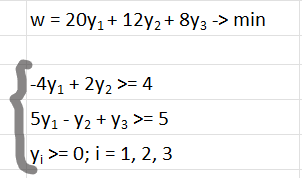 w = 20y₁ + 12y₂ + 8y₃ -> min
-4y₁ + 2y₂ >= 4
5y₁ - y₂ + y₃ >= 5
yᵢ >= 0; i = 1, 2, 3